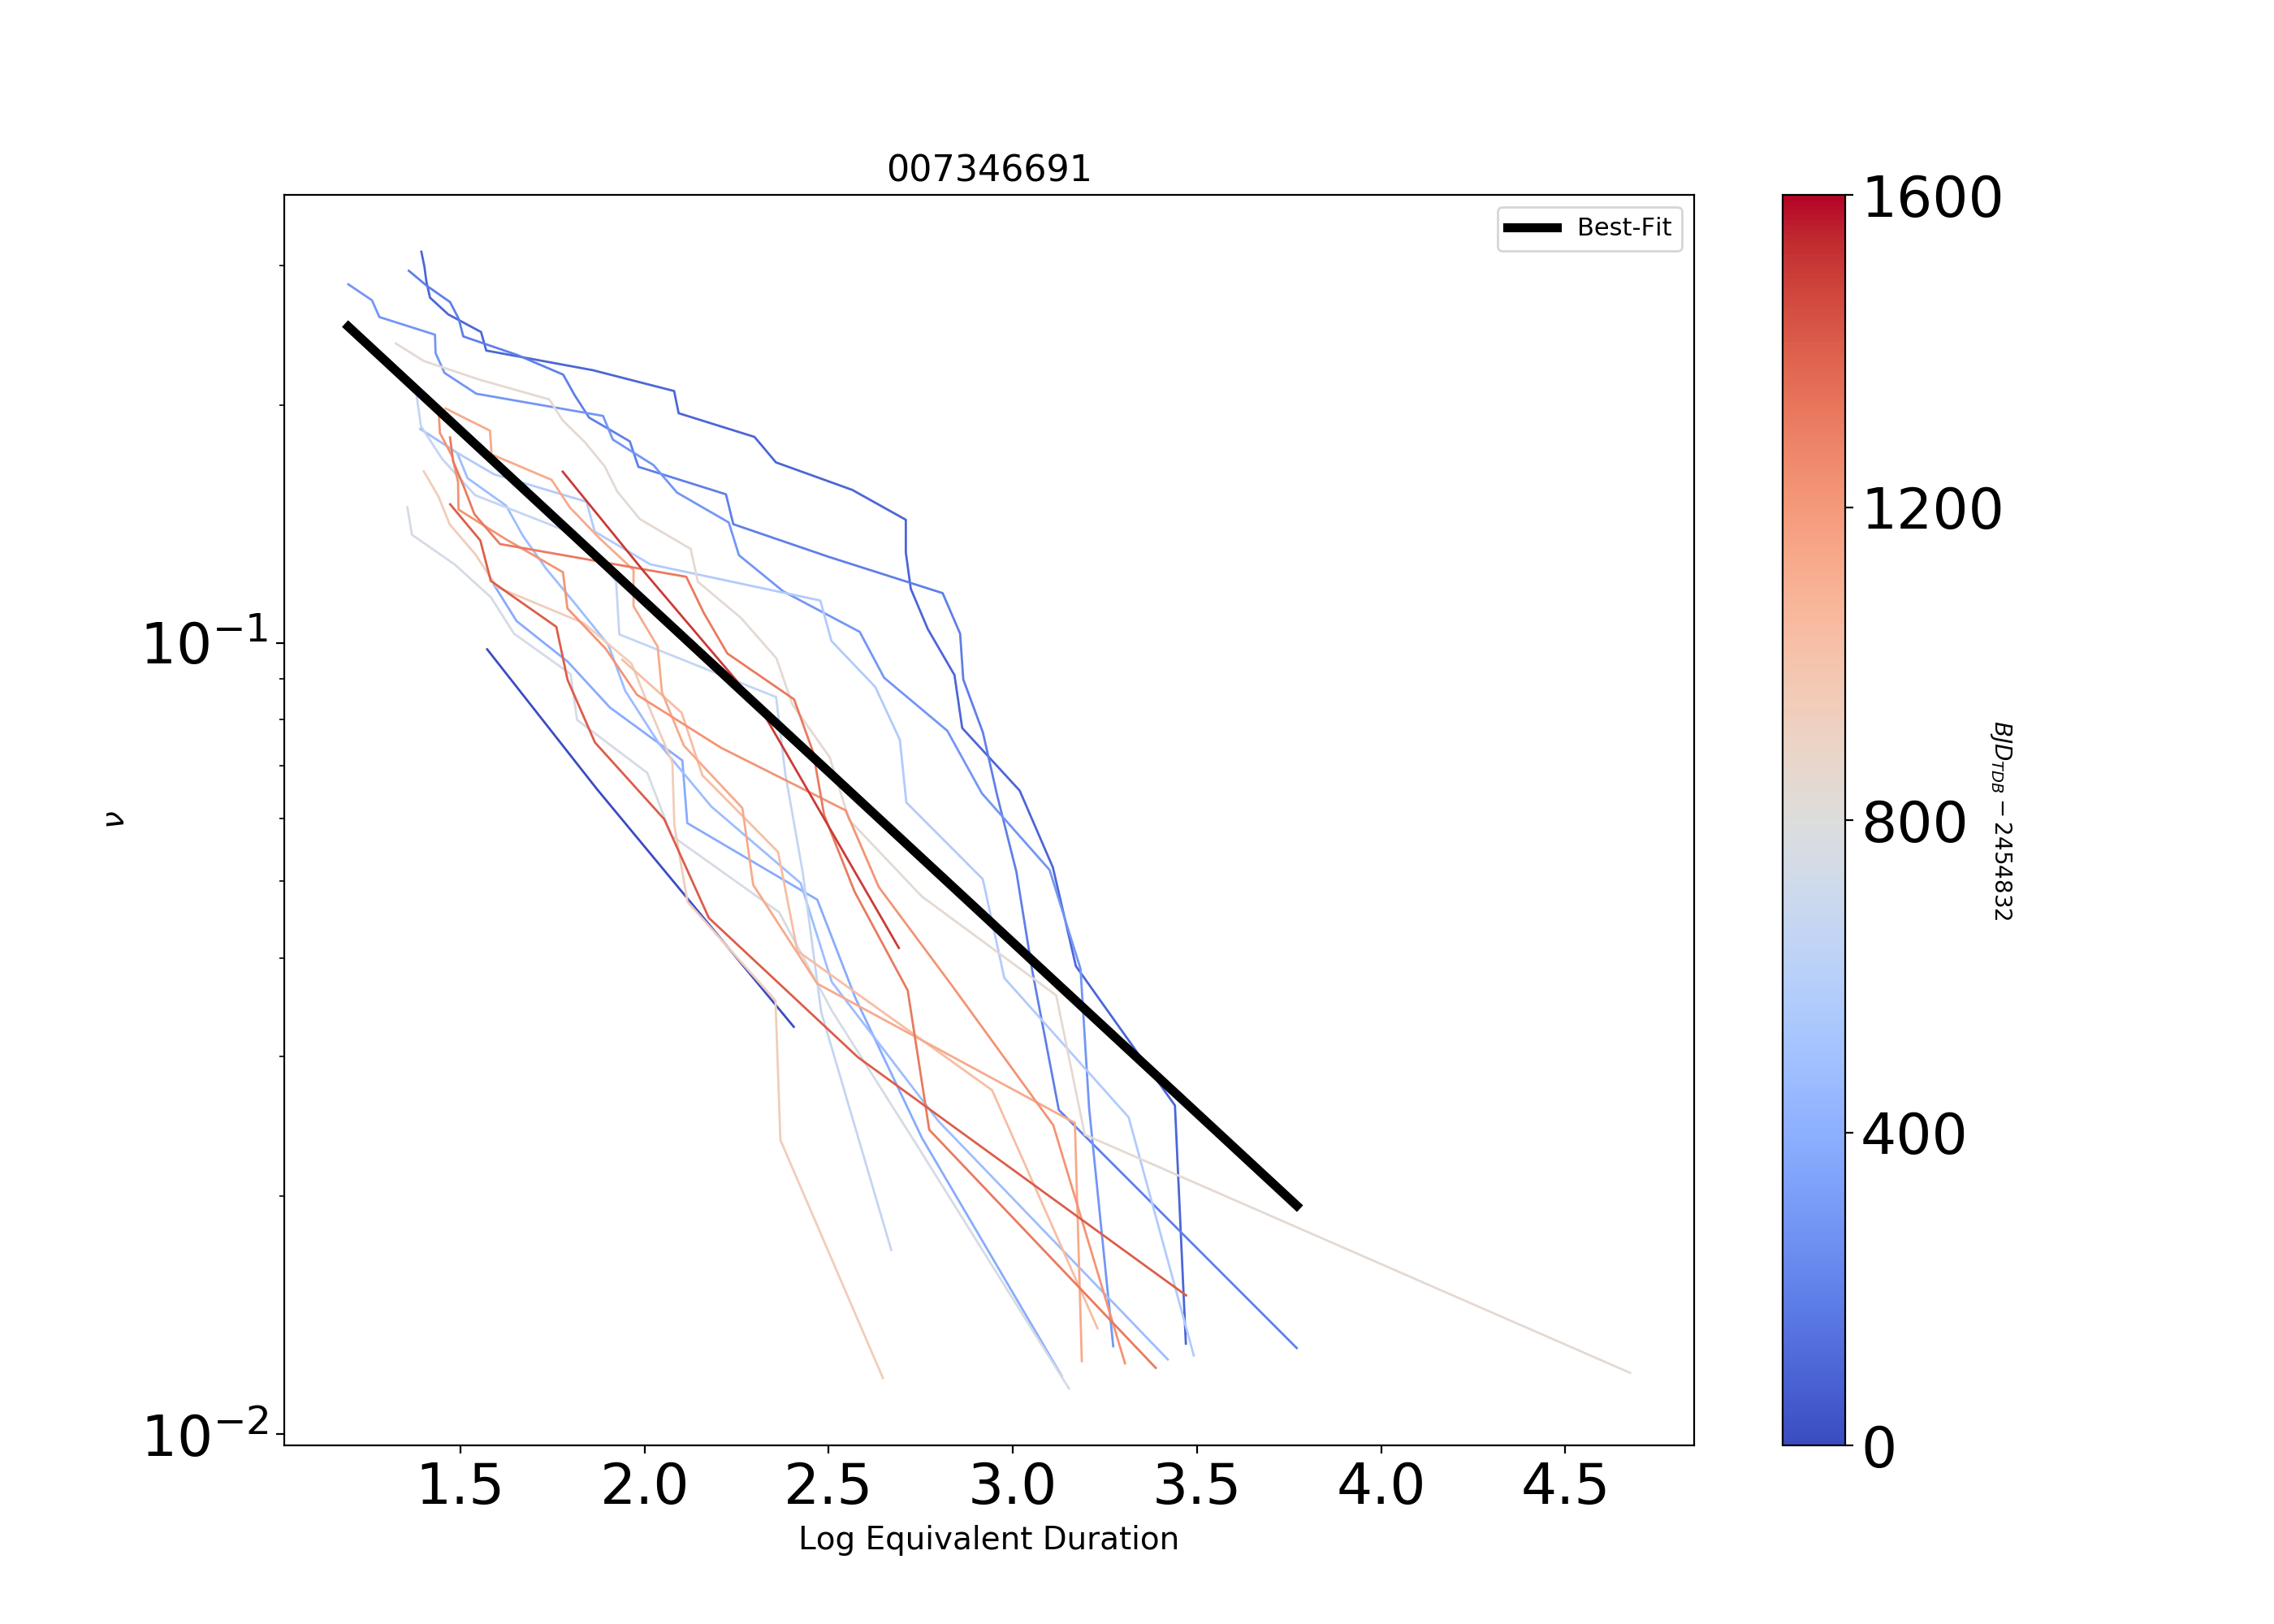 007346691
Best-Fit
10⁻¹
10⁻²
ν
1.5 2.0 2.5 3.0 3.5 4.0 4.5
Log Equivalent Duration
1600
1200
800
400
0
BJD_TDB − 2454832